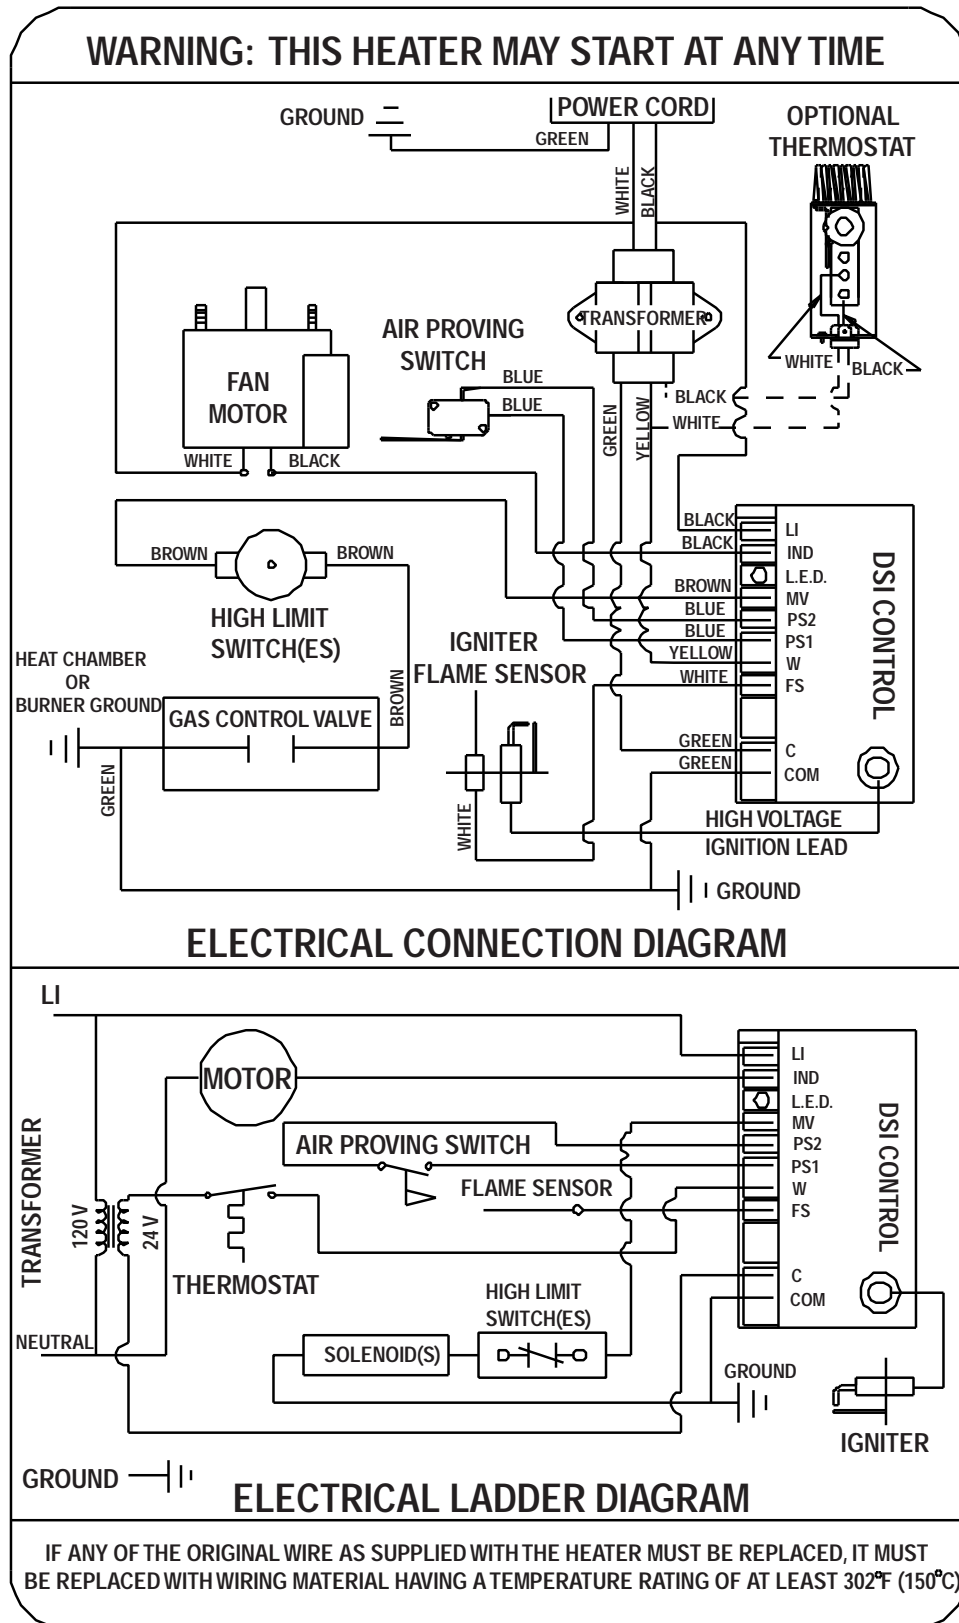 WARNING: THIS HEATER MAY START AT ANY TIME
GROUND
POWER CORD
GREEN
WHITE
BLACK
OPTIONAL
THERMOSTAT
WHITE
BLACK
TRANSFORMER
AIR PROVING
SWITCH
BLUE
BLUE
FAN
MOTOR
WHITE
BLACK
GREEN
YELLOW
BLACK
WHITE
BROWN
BROWN
HIGH LIMIT
SWITCH(ES)
BROWN
HEAT CHAMBER
OR
BURNER GROUND
GAS CONTROL VALVE
GREEN
IGNITER
FLAME SENSOR
WHITE
BLACK
LI
BLACK
IND
L.E.D.
BROWN
MV
BLUE
PS2
BLUE
PS1
YELLOW
W
WHITE
FS
GREEN
C
GREEN
COM
DSI CONTROL
HIGH VOLTAGE
IGNITION LEAD
GROUND
ELECTRICAL CONNECTION DIAGRAM
LI
MOTOR
TRANSFORMER
120 V
24 V
AIR PROVING SWITCH
FLAME SENSOR
THERMOSTAT
HIGH LIMIT
SWITCH(ES)
NEUTRAL
SOLENOID(S)
LI
IND
L.E.D.
MV
PS2
PS1
W
FS
C
COM
DSI CONTROL
GROUND
IGNITER
GROUND
ELECTRICAL LADDER DIAGRAM
IF ANY OF THE ORIGINAL WIRE AS SUPPLIED WITH THE HEATER MUST BE REPLACED, IT MUST
BE REPLACED WITH WIRING MATERIAL HAVING A TEMPERATURE RATING OF AT LEAST 302°F (150°C)